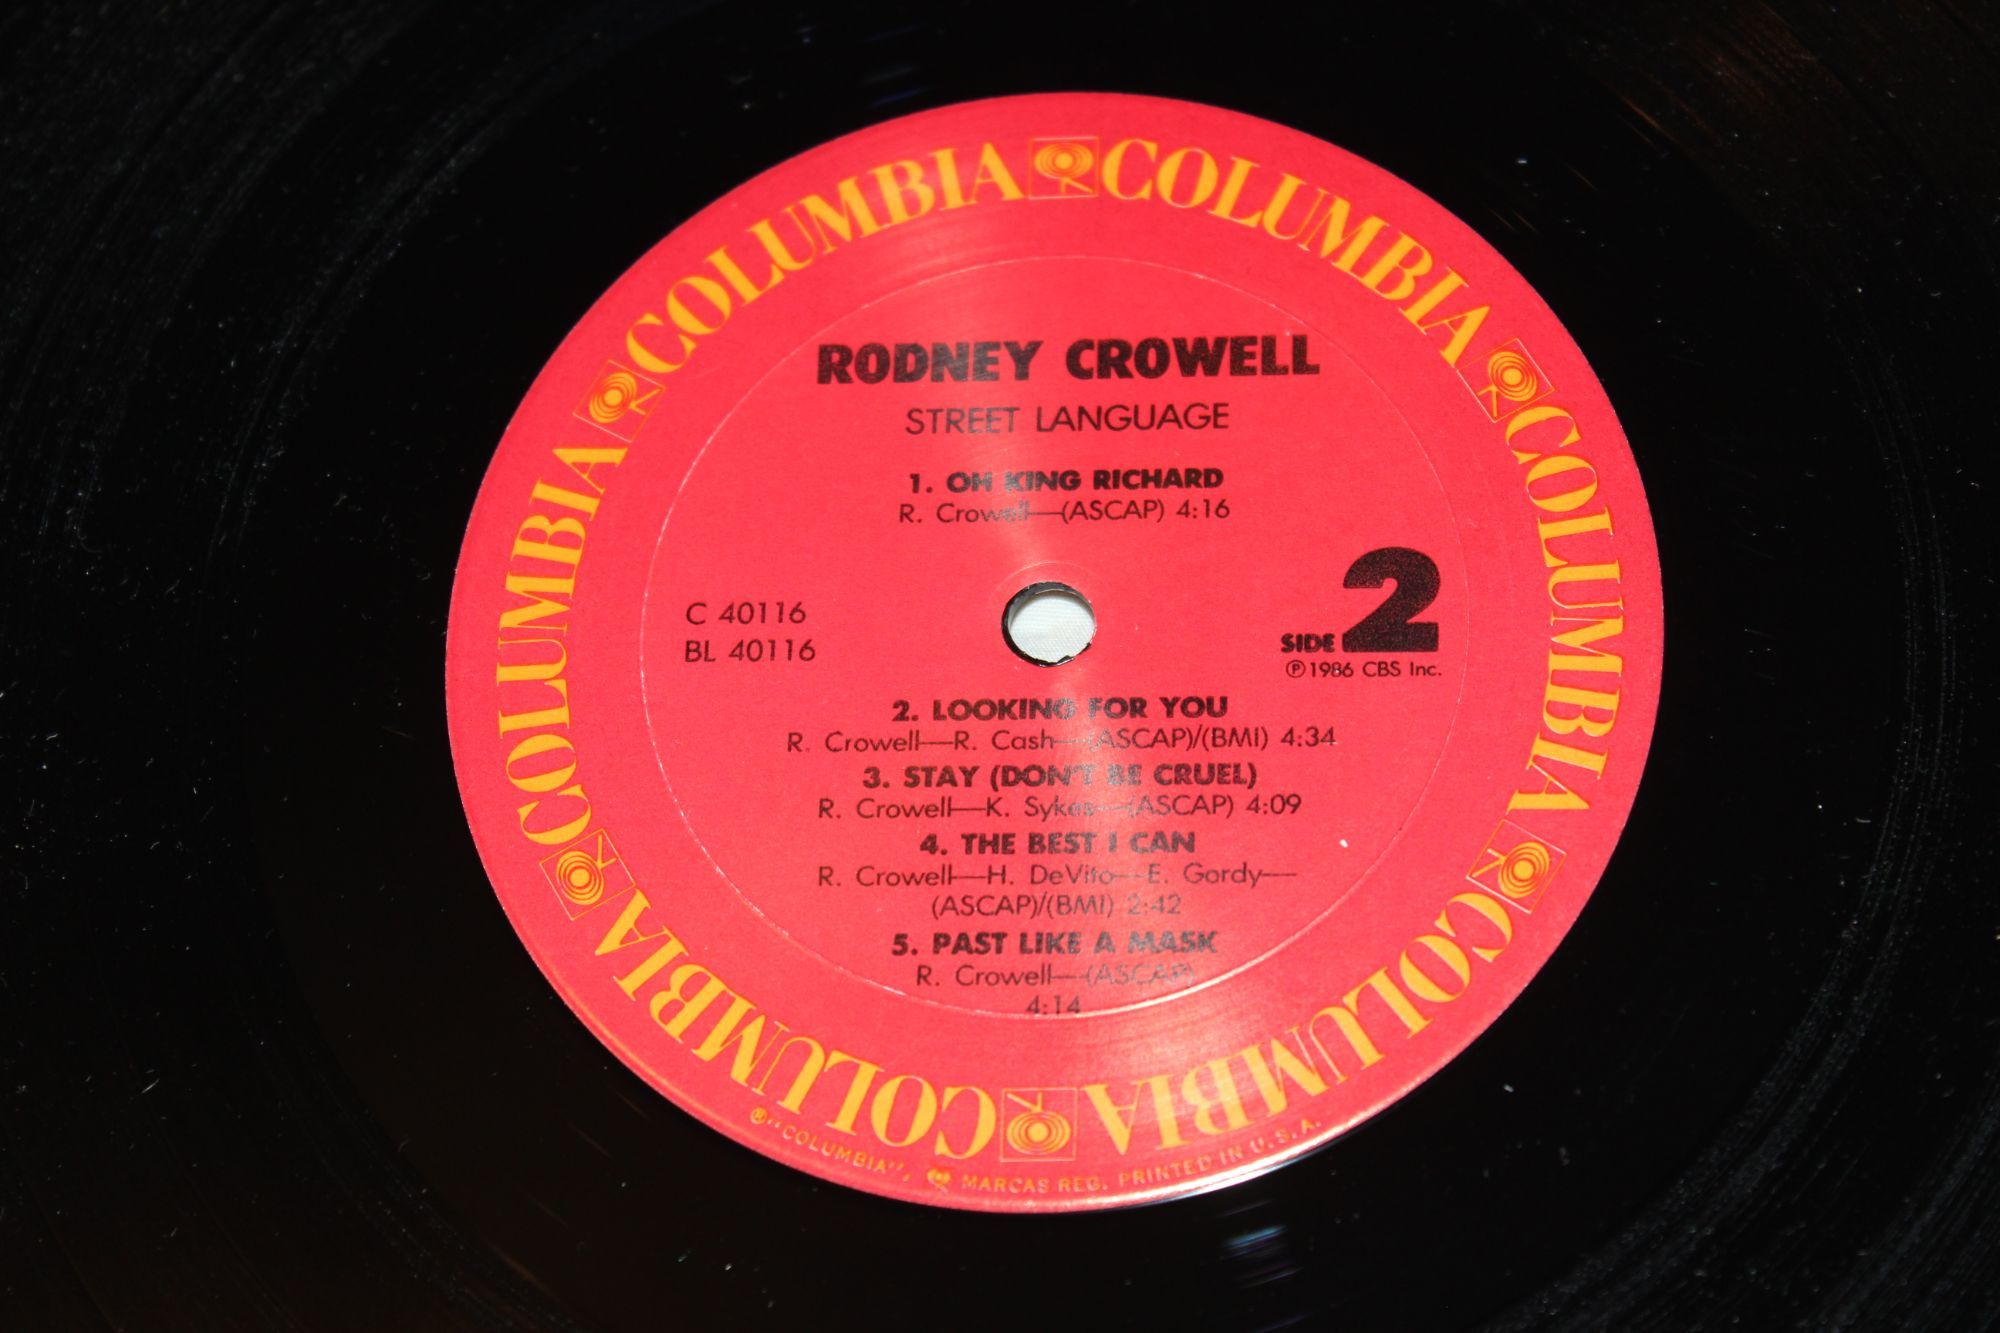 COLUMBIA COLUMBIA COLUMBIA COLUMBIA COLUMBIA COLUMBIA COLUMBIA COLUMBIA COLUMBIA COLUMBIA
RODNEY CROWELL
STREET LANGUAGE
1. OH KING RICHARD
R. Crowell—(ASCAP) 4:16
C 40116
BL 40116
SIDE 2
℗ 1986 CBS Inc.
2. LOOKING FOR YOU
R. Crowell—R. Cash—(ASCAP)/(BMI) 4:34
3. STAY (DON'T BE CRUEL)
R. Crowell—K. Sykes—(ASCAP) 4:09
4. THE BEST I CAN
R. Crowell—H. DeVito—E. Gordy—
(ASCAP)/(BMI) 2:42
5. PAST LIKE A MASK
R. Crowell—(ASCAP)
4:14
® "COLUMBIA", MARCAS REG. PRINTED IN U.S.A.